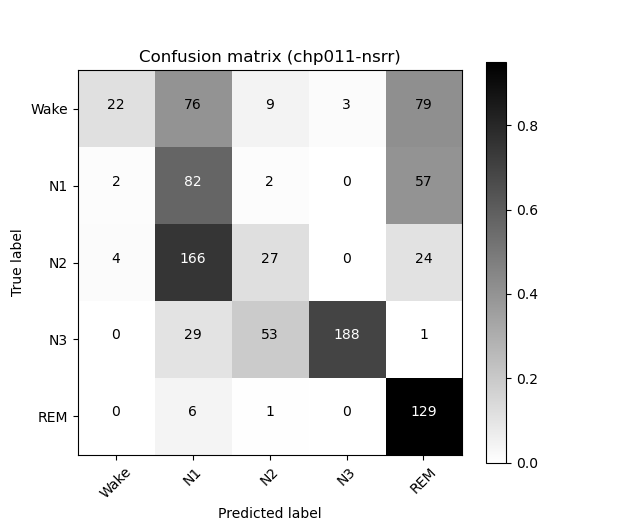 Confusion matrix (chp011-nsrr)
True label
Wake 22 76 9 3 79
N1 2 82 2 0 57
N2 4 166 27 0 24
N3 0 29 53 188 1
REM 0 6 1 0 129
Wake N1 N2 N3 REM
Predicted label
0.8
0.6
0.4
0.2
0.0